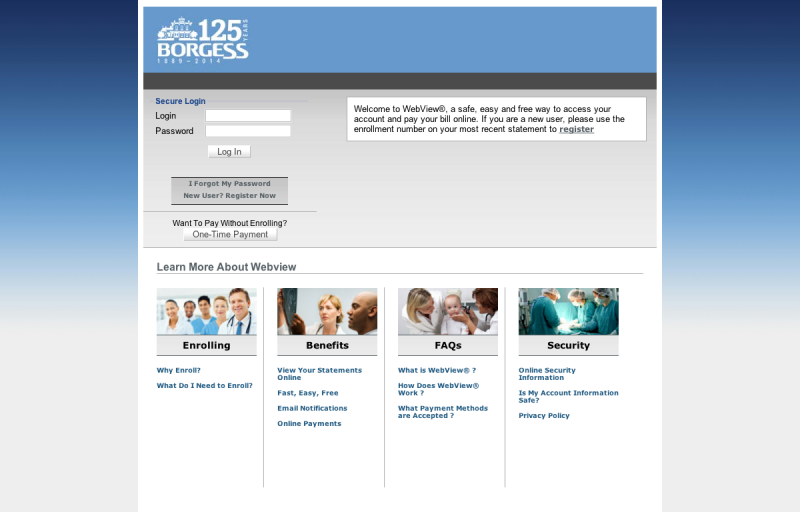 125 YEARS
BORGESS
1889-2014
Secure Login
Login
Password
Log In
I Forgot My Password
New User? Register Now
Want To Pay Without Enrolling?
One-Time Payment
Welcome to WebView®, a safe, easy and free way to access your
account and pay your bill online. If you are a new user, please use the
enrollment number on your most recent statement to register
Learn More About Webview
Enrolling
Why Enroll?
What Do I Need to Enroll?
Benefits
View Your Statements
Online
Fast, Easy, Free
Email Notifications
Online Payments
FAQs
What is WebView® ?
How Does WebView®
Work ?
What Payment Methods
are Accepted ?
Security
Online Security
Information
Is My Account Information
Safe?
Privacy Policy